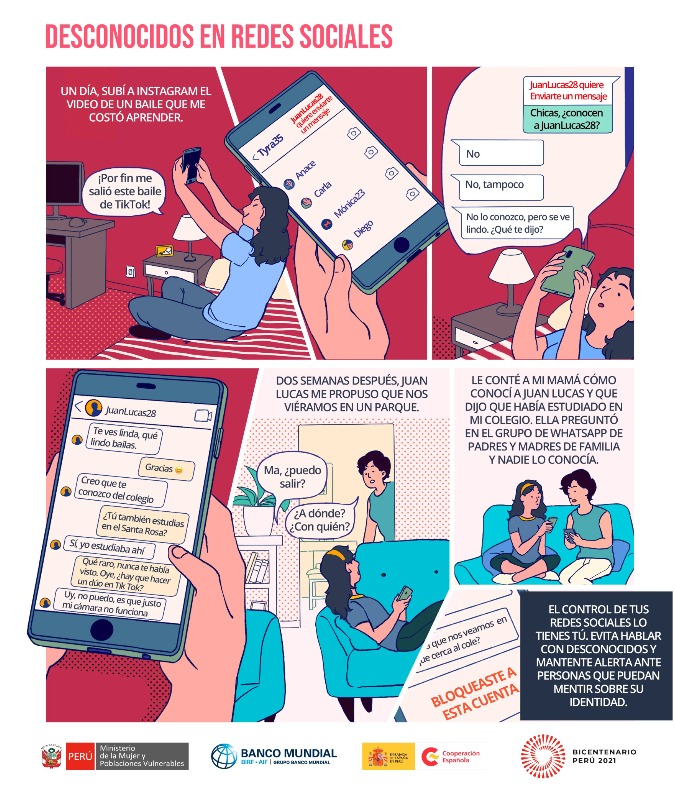 DESCONOCIDOS EN REDES SOCIALES
UN DÍA, SUBÍ A INSTAGRAM EL
VIDEO DE UN BAILE QUE ME
COSTÓ APRENDER.
¡Por fin me
salió este baile
de TikTok!
Tyra35
JuanLucas28
quiere enviarte
un mensaje
Anace
Carla
Mónica23
Diego
JuanLucas28 quiere
Enviarte un mensaje
Chicas, ¿conocen
a JuanLucas28?
No
No, tampoco
No lo conozco, pero se ve
lindo. ¿Qué te dijo?
JuanLucas28
Te ves linda, qué
lindo bailas.
Gracias
Creo que te
conozco del colegio
¿Tú también estudias
en el Santa Rosa?
Sí, yo estudiaba ahí
Qué raro, nunca te había
visto. Oye, ¿hay que hacer
un dúo en Tik Tok?
Uy, no puedo, es que justo
mi cámara no funciona
DOS SEMANAS DESPUÉS, JUAN
LUCAS ME PROPUSO QUE NOS
VIÉRAMOS EN UN PARQUE.
Ma, ¿puedo
salir?
¿A dónde?
¿Con quién?
LE CONTÉ A MI MAMÁ CÓMO
CONOCÍ A JUAN LUCAS Y QUE
DIJO QUE HABÍA ESTUDIADO EN
MI COLEGIO. ELLA PREGUNTÓ
EN EL GRUPO DE WHATSAPP DE
PADRES Y MADRES DE FAMILIA
Y NADIE LO CONOCÍA.
que nos veamos en
que cerca al cole?
BLOQUEASTE A
ESTA CUENTA
EL CONTROL DE TUS
REDES SOCIALES LO
TIENES TÚ. EVITA HABLAR
CON DESCONOCIDOS Y
MANTENTE ALERTA ANTE
PERSONAS QUE PUEDAN
MENTIR SOBRE SU
IDENTIDAD.
PERÚ
Ministerio
de la Mujer y
Poblaciones Vulnerables
BANCO MUNDIAL
BIRF • AIF | GRUPO BANCO MUNDIAL
Cooperación
Española
BICENTENARIO
PERÚ 2021